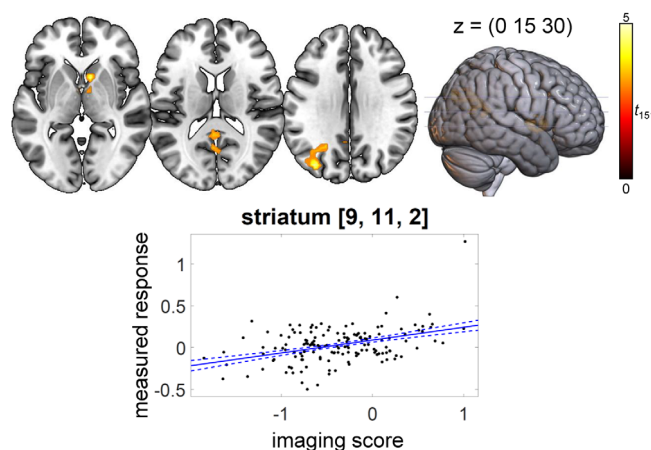 z = (0 15 30)
5
t15
0
striatum [9, 11, 2]
measured response
1
0.5
0
-0.5
-1
0
1
imaging score